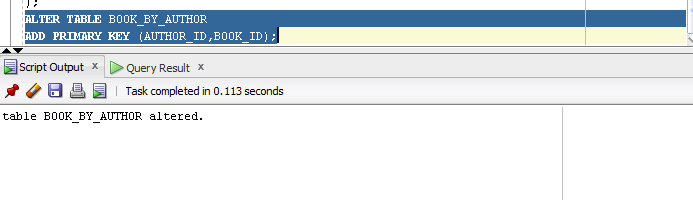 );
ALTER TABLE BOOK_BY_AUTHOR
ADD PRIMARY KEY (AUTHOR_ID,BOOK_ID);
Script Output x Query Result x
Task completed in 0.113 seconds
table BOOK_BY_AUTHOR altered.